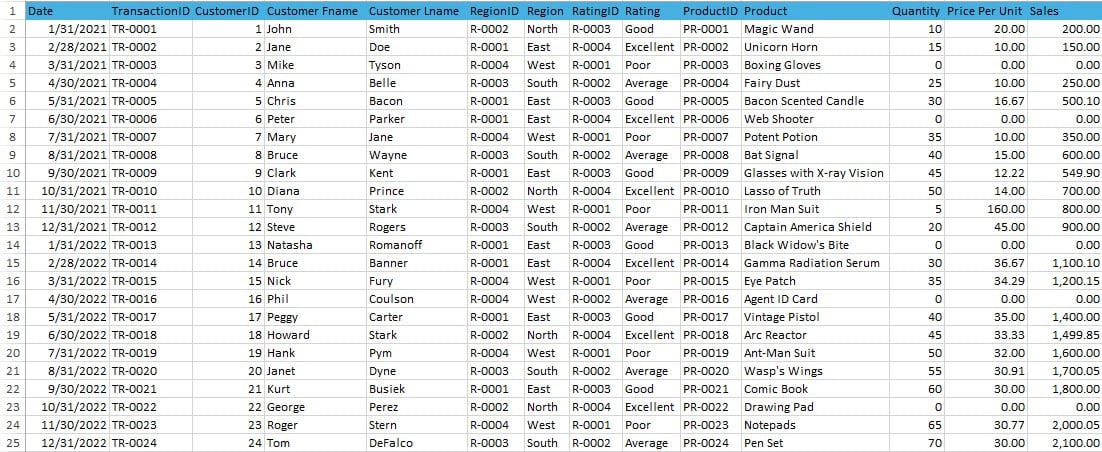 1 Date TransactionID CustomerID Customer Fname Customer Lname RegionID Region RatingID Rating ProductID Product Quantity Price Per Unit Sales
2 1/31/2021 TR-0001 1 John Smith R-0002 North R-0003 Good PR-0001 Magic Wand 10 20.00 200.00
3 2/28/2021 TR-0002 2 Jane Doe R-0001 East R-0004 Excellent PR-0002 Unicorn Horn 15 10.00 150.00
4 3/31/2021 TR-0003 3 Mike Tyson R-0004 West R-0001 Poor PR-0003 Boxing Gloves 0 0.00 0.00
5 4/30/2021 TR-0004 4 Anna Belle R-0003 South R-0002 Average PR-0004 Fairy Dust 25 10.00 250.00
6 5/31/2021 TR-0005 5 Chris Bacon R-0001 East R-0003 Good PR-0005 Bacon Scented Candle 30 16.67 500.10
7 6/30/2021 TR-0006 6 Peter Parker R-0001 East R-0004 Excellent PR-0006 Web Shooter 0 0.00 0.00
8 7/31/2021 TR-0007 7 Mary Jane R-0004 West R-0001 Poor PR-0007 Potent Potion 35 10.00 350.00
9 8/31/2021 TR-0008 8 Bruce Wayne R-0003 South R-0002 Average PR-0008 Bat Signal 40 15.00 600.00
10 9/30/2021 TR-0009 9 Clark Kent R-0001 East R-0003 Good PR-0009 Glasses with X-ray Vision 45 12.22 549.90
11 10/31/2021 TR-0010 10 Diana Prince R-0002 North R-0004 Excellent PR-0010 Lasso of Truth 50 14.00 700.00
12 11/30/2021 TR-0011 11 Tony Stark R-0004 West R-0001 Poor PR-0011 Iron Man Suit 5 160.00 800.00
13 12/31/2021 TR-0012 12 Steve Rogers R-0003 South R-0002 Average PR-0012 Captain America Shield 20 45.00 900.00
14 1/31/2022 TR-0013 13 Natasha Romanoff R-0001 East R-0003 Good PR-0013 Black Widow's Bite 0 0.00 0.00
15 2/28/2022 TR-0014 14 Bruce Banner R-0001 East R-0004 Excellent PR-0014 Gamma Radiation Serum 30 36.67 1,100.10
16 3/31/2022 TR-0015 15 Nick Fury R-0004 West R-0001 Poor PR-0015 Eye Patch 35 34.29 1,200.15
17 4/30/2022 TR-0016 16 Phil Coulson R-0004 West R-0002 Average PR-0016 Agent ID Card 0 0.00 0.00
18 5/31/2022 TR-0017 17 Peggy Carter R-0001 East R-0003 Good PR-0017 Vintage Pistol 40 35.00 1,400.00
19 6/30/2022 TR-0018 18 Howard Stark R-0002 North R-0004 Excellent PR-0018 Arc Reactor 45 33.33 1,499.85
20 7/31/2022 TR-0019 19 Hank Pym R-0004 West R-0001 Poor PR-0019 Ant-Man Suit 50 32.00 1,600.00
21 8/31/2022 TR-0020 20 Janet Dyne R-0003 South R-0002 Average PR-0020 Wasp's Wings 55 30.91 1,700.05
22 9/30/2022 TR-0021 21 Kurt Busiek R-0001 East R-0003 Good PR-0021 Comic Book 60 30.00 1,800.00
23 10/31/2022 TR-0022 22 George Perez R-0002 North R-0004 Excellent PR-0022 Drawing Pad 0 0.00 0.00
24 11/30/2022 TR-0023 23 Roger Stern R-0004 West R-0001 Poor PR-0023 Notepads 65 30.77 2,000.05
25 12/31/2022 TR-0024 24 Tom DeFalco R-0003 South R-0002 Average PR-0024 Pen Set 70 30.00 2,100.00